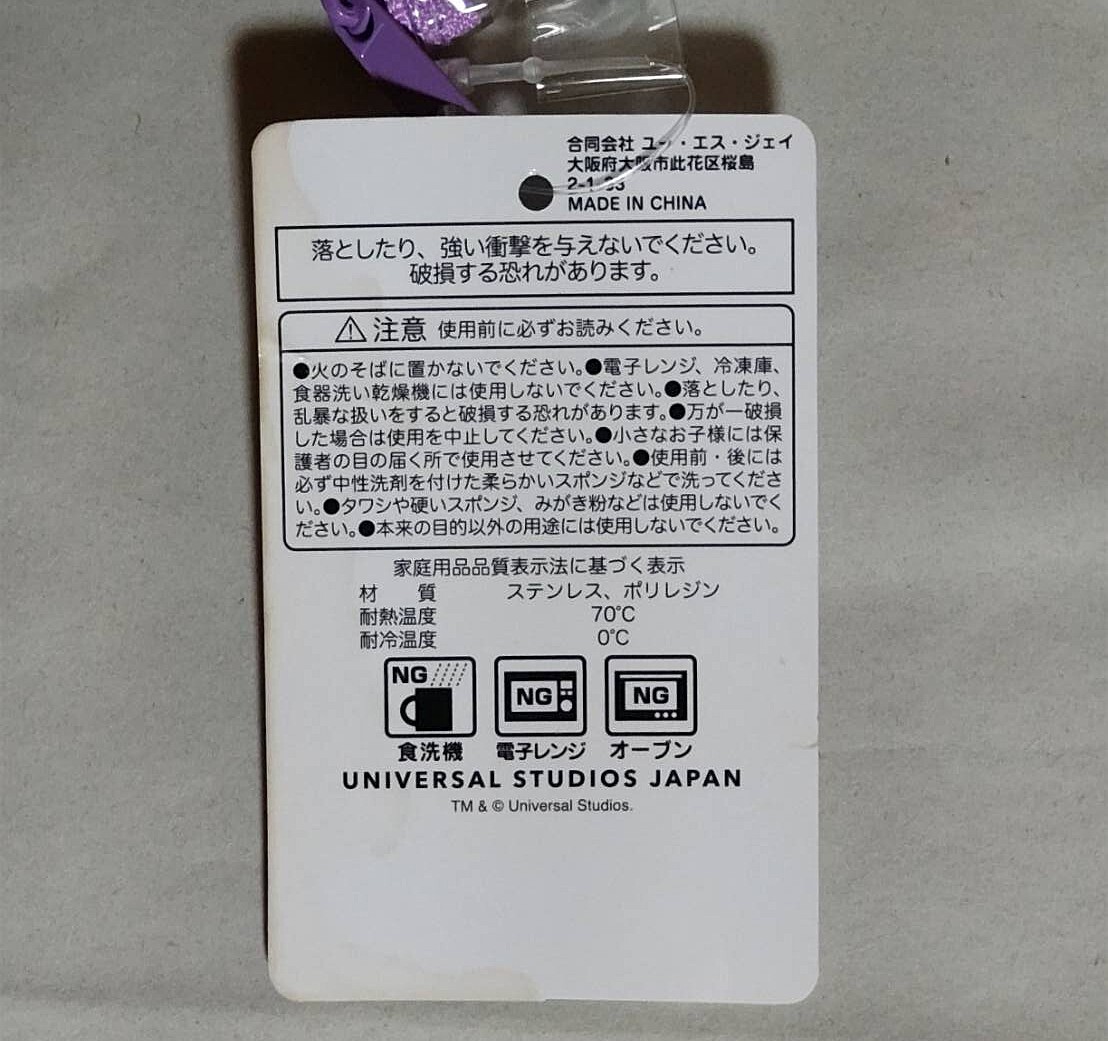 合同会社 ユー・エス・ジェイ
大阪府大阪市此花区桜島
MADE IN CHINA
落としたり、強い衝撃を与えないでください。
破損する恐れがあります。
注意 使用前に必ずお読みください。
●火のそばに置かないでください。●電子レンジ、冷凍庫、
食器洗い乾燥機には使用しないでください。●落としたり、
乱暴な扱いをすると破損する恐れがあります。●万が一破損
した場合は使用を中止してください。●小さなお子様には保
護者の目の届く所で使用させてください。●使用前・後には
必ず中性洗剤を付けた柔らかいスポンジなどで洗ってくださ
い。●タワシや硬いスポンジ、みがき粉などは使用しないでく
ださい。●本来の目的以外の用途には使用しないでください。
家庭用品品質表示法に基づく表示
材 質 ステンレス、ポリレジン
耐熱温度 70℃
耐冷温度 0℃
NG NG NG
食洗機 電子レンジ オーブン
UNIVERSAL STUDIOS JAPAN
TM & © Universal Studios.